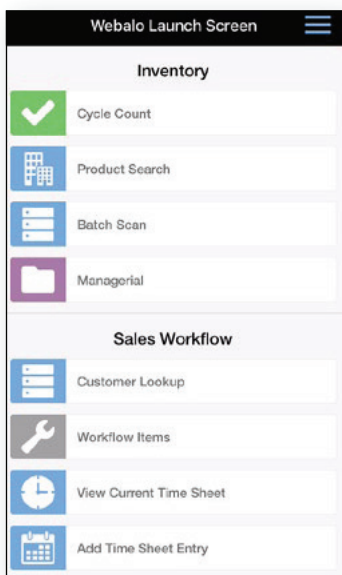 Webalo Launch Screen
Inventory
Cycle Count
Product Search
Batch Scan
Managerial
Sales Workflow
Customer Lookup
Workflow Items
View Current Time Sheet
Add Time Sheet Entry